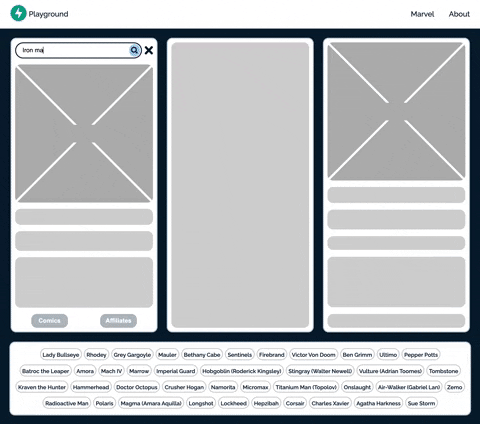 Playground
Marvel
About
Iron ma
Comics
Affiliates
Lady Bullseye Rhodey Grey Gargoyle Mauler Bethany Cabe Sentinels Firebrand Victor Von Doom Ben Grimm Ultimo Pepper Potts
Batroc the Leaper Amora Mach IV Marrow Imperial Guard Hobgoblin (Roderick Kingsley) Stingray (Walter Newell) Vulture (Adrian Toomes) Tombstone
Kraven the Hunter Hammerhead Doctor Octopus Crusher Hogan Namorita Micromax Titanium Man (Topolov) Onslaught Air-Walker (Gabriel Lan) Zemo
Radioactive Man Polaris Magma (Amara Aquilla) Longshot Lockheed Hepzibah Corsair Charles Xavier Agatha Harkness Sue Storm